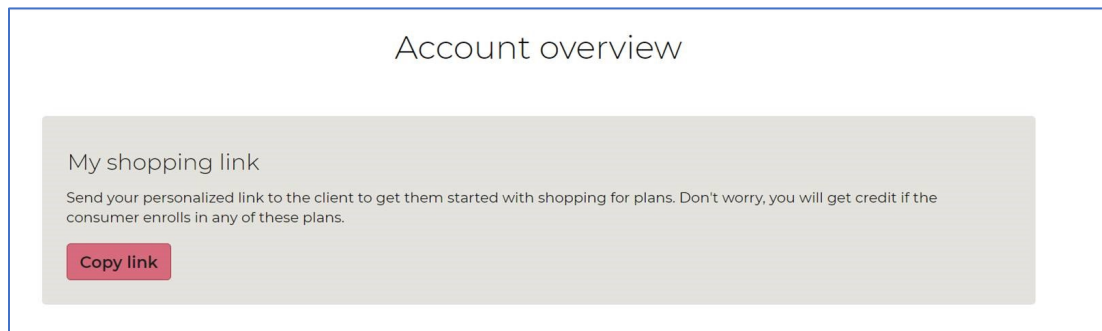 Account overview
My shopping link
Send your personalized link to the client to get them started with shopping for plans. Don't worry, you will get credit if the
consumer enrolls in any of these plans.
Copy link